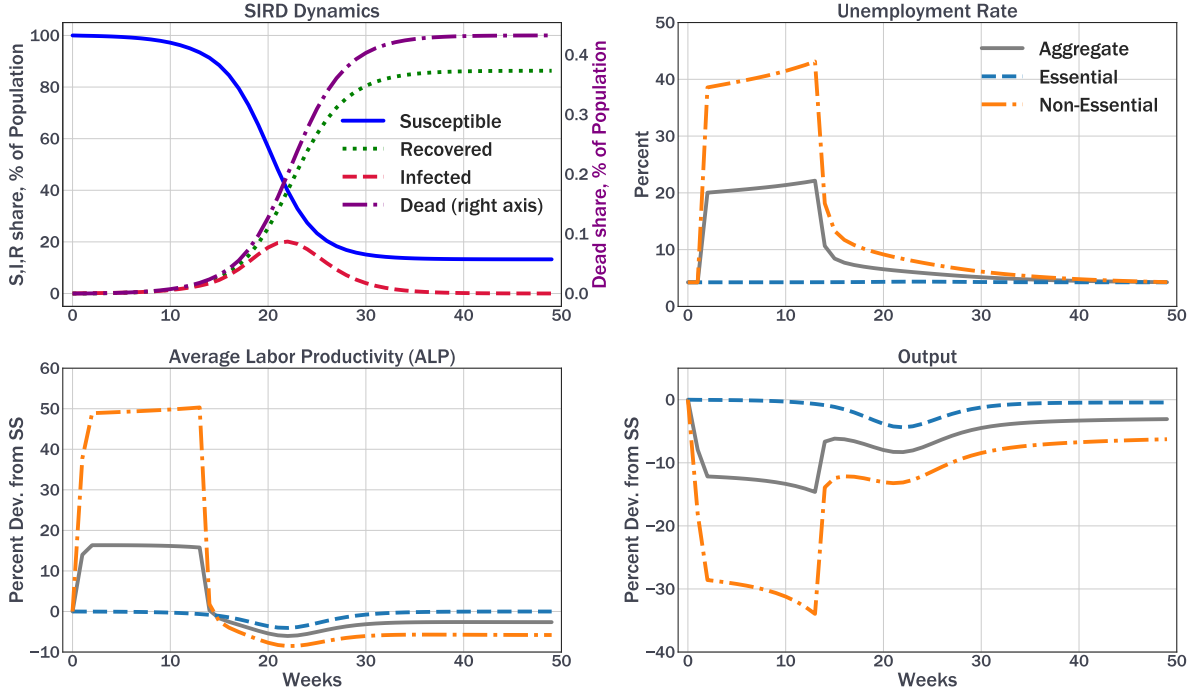 SIRD Dynamics
S.I.R share, % of Population
100
80
60
40
20
0
0.4
0.3
0.2
0.1
0.0
Dead share, % of Population
Susceptible
Recovered
Infected
Dead (right axis)
0 10 20 30 40 50
Unemployment Rate
Percent
50
40
30
20
10
0
Aggregate
Essential
Non-Essential
0 10 20 30 40 50
Average Labor Productivity (ALP)
Percent Dev. from SS
60
50
40
30
20
10
0
−10
0 10 20 30 40 50
Weeks
Output
Percent Dev. from SS
0
−10
−20
−30
−40
0 10 20 30 40 50
Weeks